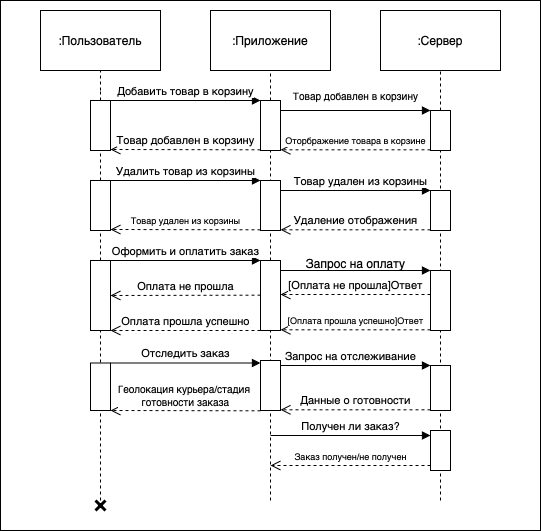 :Пользователь
:Приложение
:Сервер
Добавить товар в корзину
Товар добавлен в корзину
Товар добавлен в корзину
Оторбражение товара в корзине
Удалить товар из корзины
Товар удален из корзины
Товар удален из корзины
Удаление отображения
Оформить и оплатить заказ
Запрос на оплату
Оплата не прошла
[Оплата не прошла]Ответ
Оплата прошла успешно
[Оплата прошла успешно]Ответ
Отследить заказ
Запрос на отслеживание
Геолокация курьера/стадия
готовности заказа
Данные о готовности
Получен ли заказ?
Заказ получен/не получен